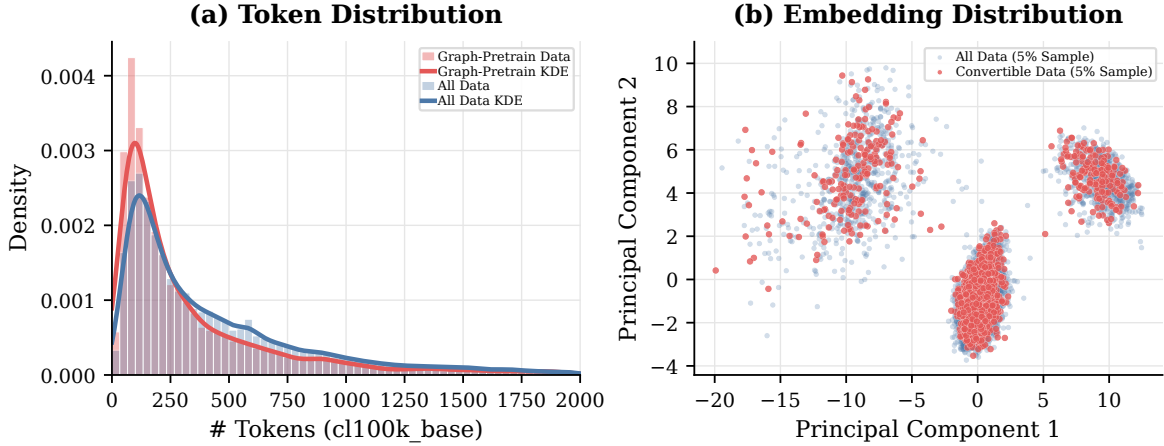 (a) Token Distribution
0.004
0.003
0.002
0.001
0.000
Density
0
250
500
750
1000
1250
1500
1750
2000
# Tokens (cl100k_base)
Graph-Pretrain Data
Graph-Pretrain KDE
All Data
All Data KDE
(b) Embedding Distribution
10
8
6
4
2
0
−2
−4
Principal Component 2
−20
−15
−10
−5
0
5
10
Principal Component 1
All Data (5% Sample)
Convertible Data (5% Sample)